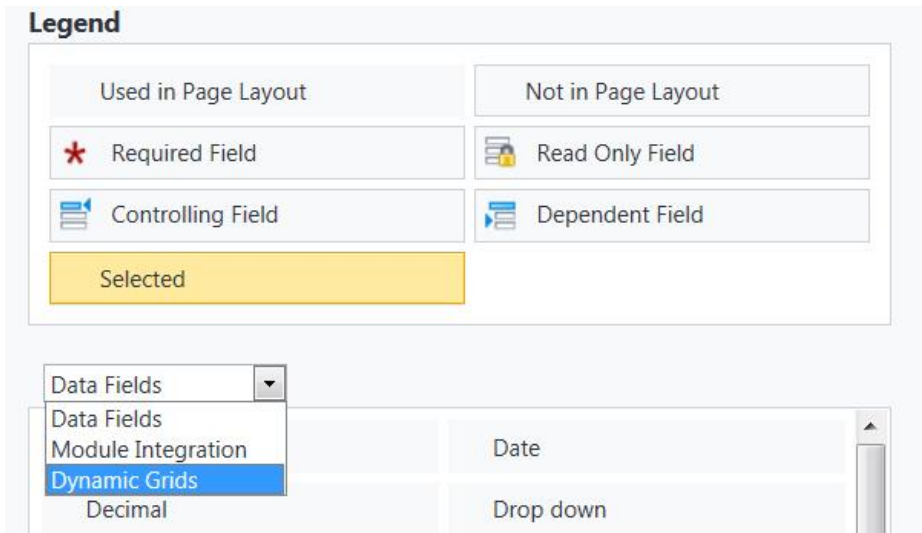 Legend
Used in Page Layout
Not in Page Layout
Required Field
Read Only Field
Controlling Field
Dependent Field
Selected
Data Fields
Data Fields
Module Integration
Date
Dynamic Grids
Decimal
Drop down